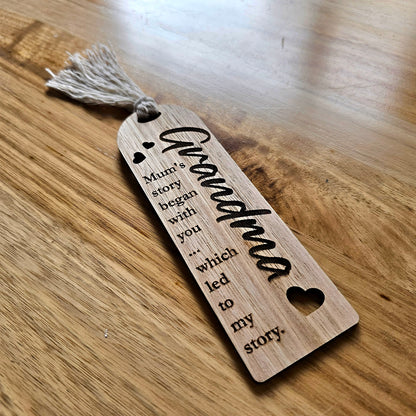 Grandma
Mum's
story
began
with
you
...
which
led
to
my
story.